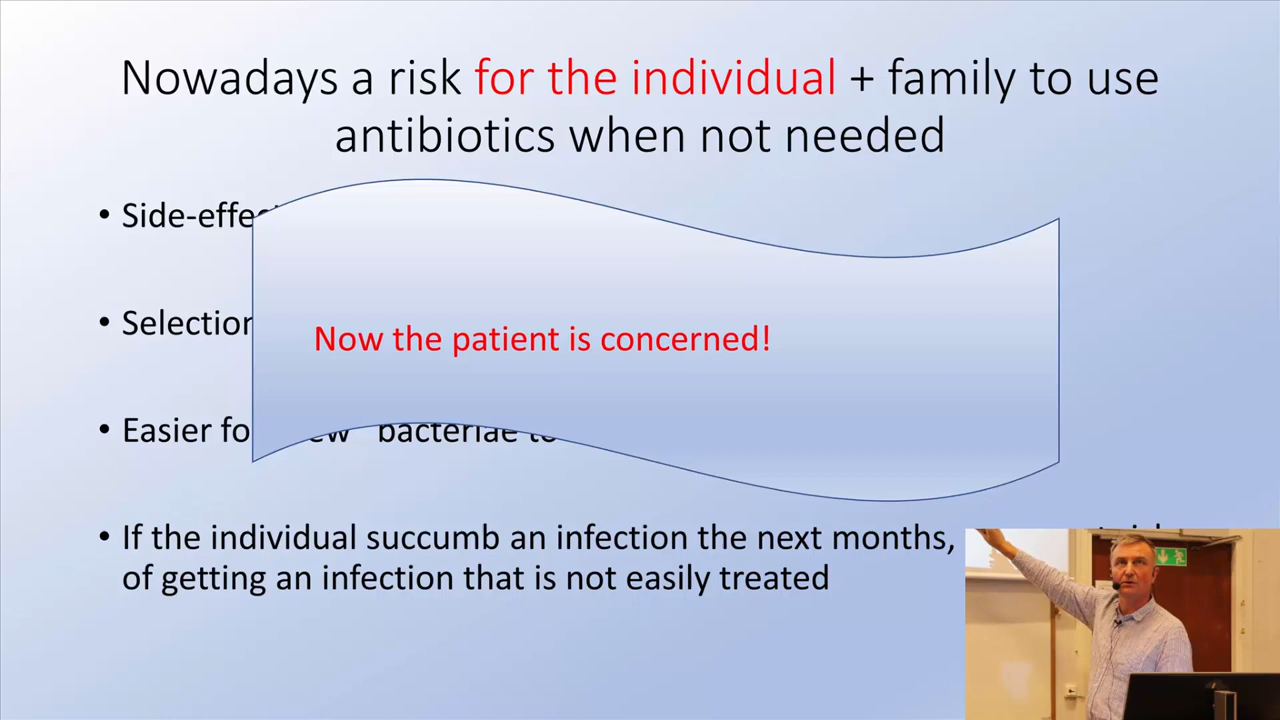 Nowadays a risk for the individual + family to use
antibiotics when not needed
• Side-effec
• Selection
Now the patient is concerned!
• Easier fo ew bacteriae to
• If the individual succumb an infection the next months,
of getting an infection that is not easily treated